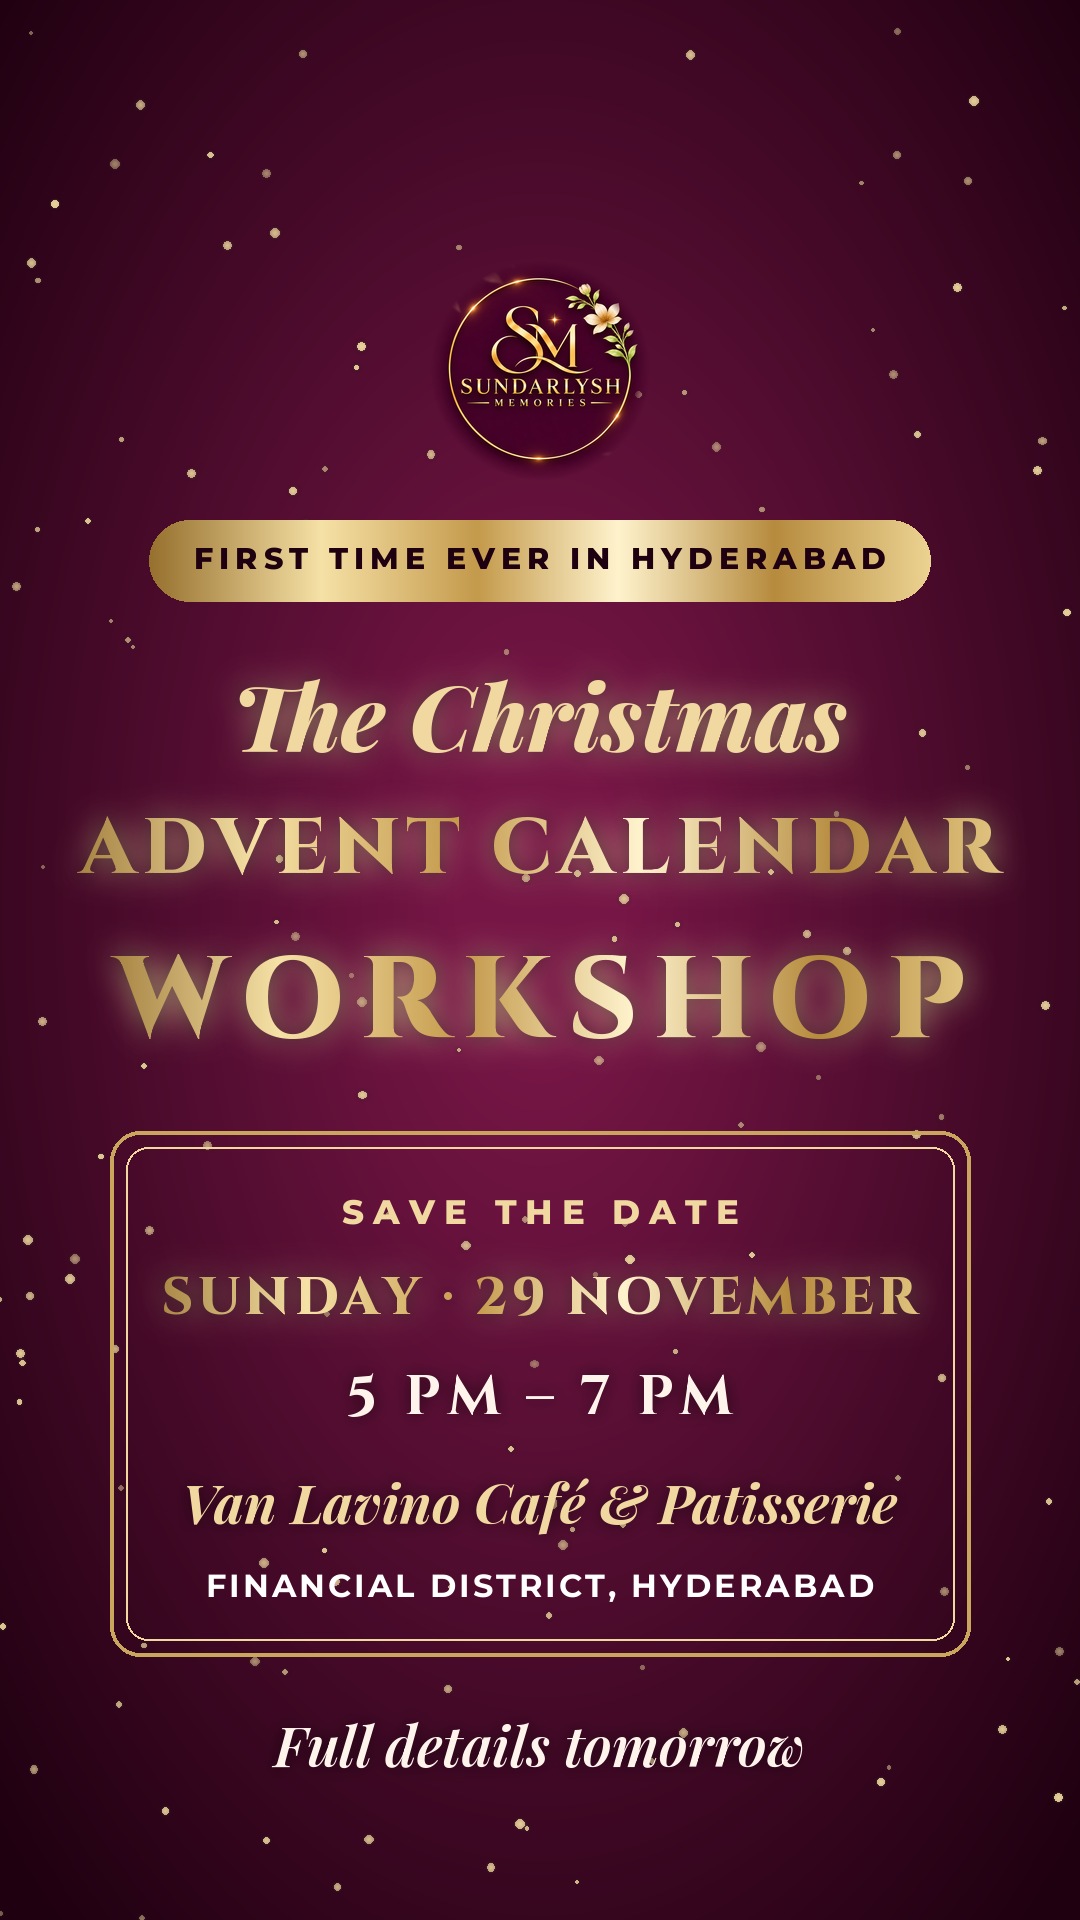 SM
SUNDARLYSH
MEMORIES
FIRST TIME EVER IN HYDERABAD
The Christmas
ADVENT CALENDAR
WORKSHOP
SAVE THE DATE
SUNDAY · 29 NOVEMBER
5 PM – 7 PM
Van Lavino Café & Patisserie
FINANCIAL DISTRICT, HYDERABAD
Full details tomorrow